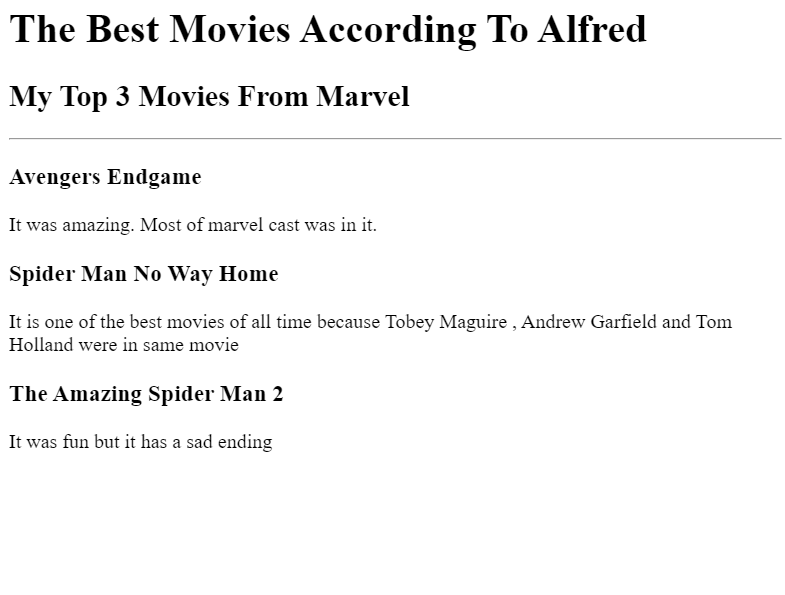 The Best Movies According To Alfred
My Top 3 Movies From Marvel
Avengers Endgame
It was amazing. Most of marvel cast was in it.
Spider Man No Way Home
It is one of the best movies of all time because Tobey Maguire , Andrew Garfield and Tom
Holland were in same movie
The Amazing Spider Man 2
It was fun but it has a sad ending